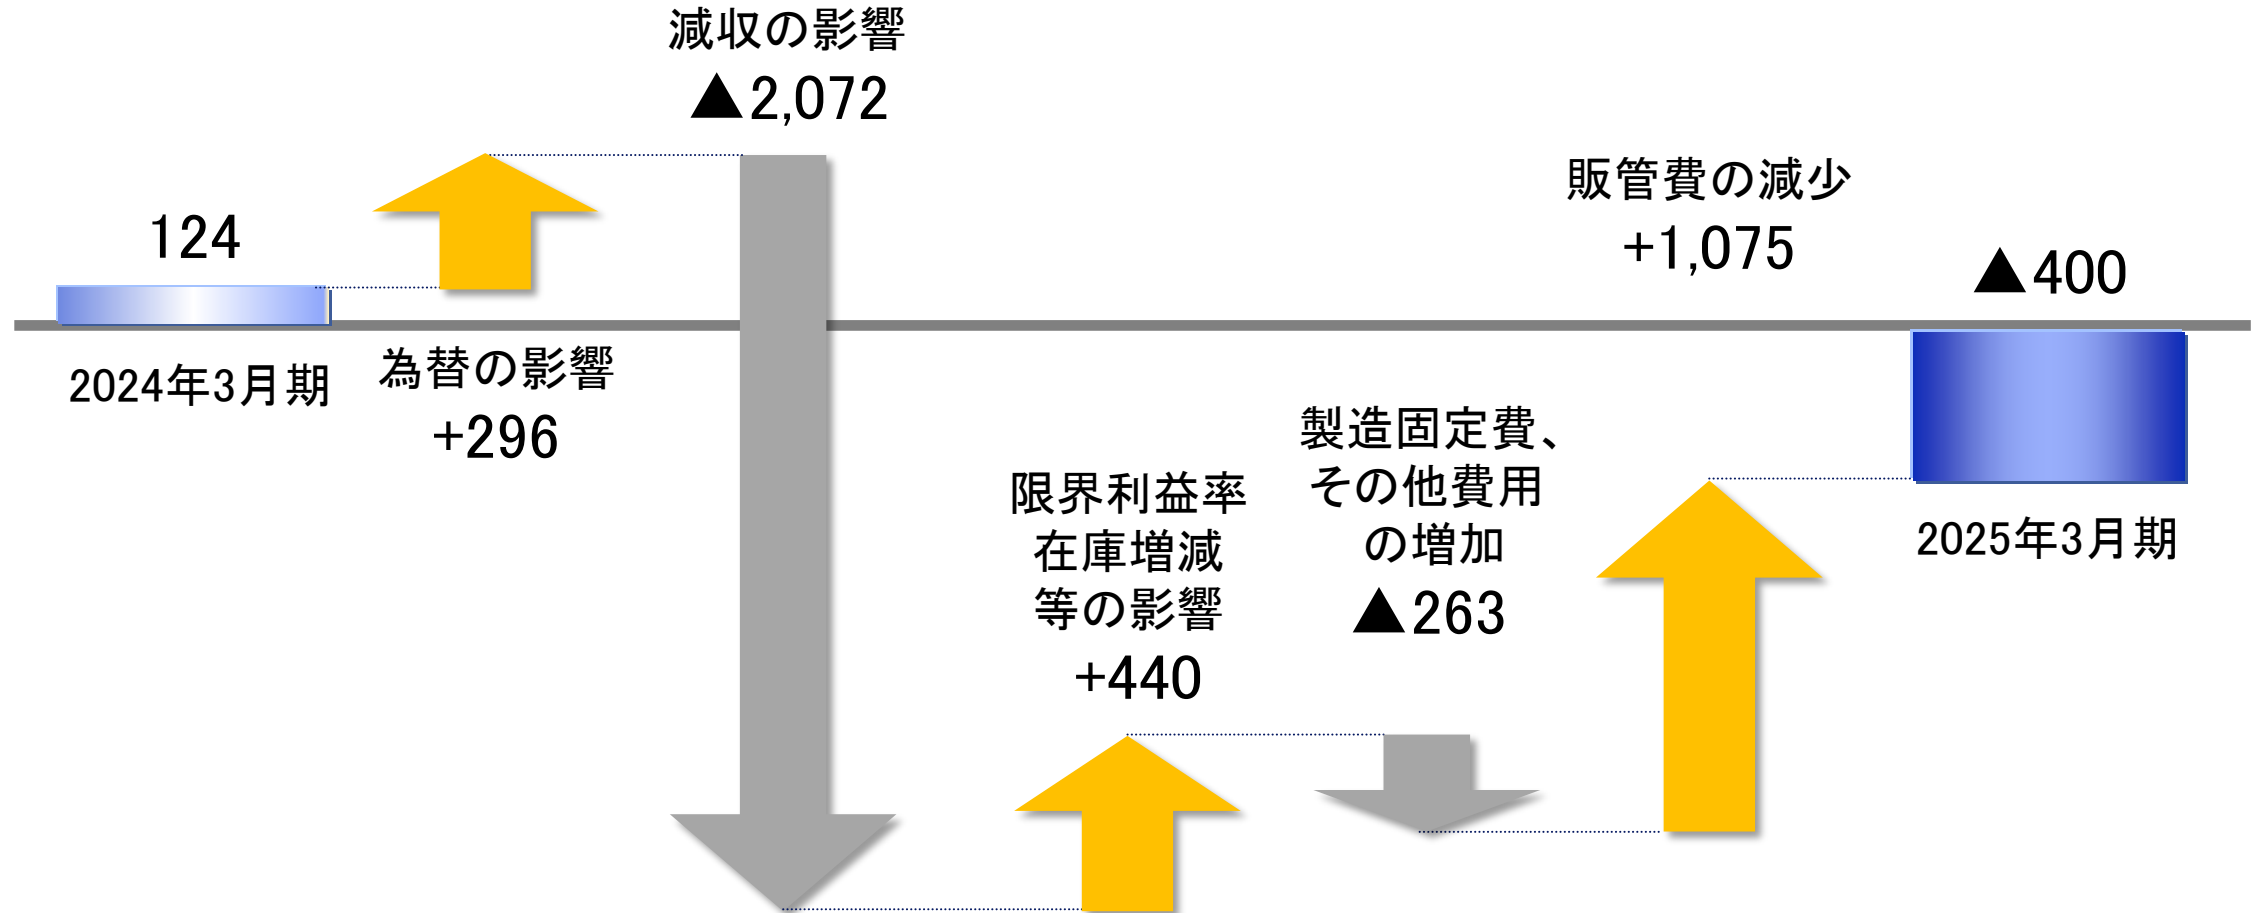 124
2024年3月期
為替の影響
+296
減収の影響
▲2,072
限界利益率
在庫増減
等の影響
+440
製造固定費、
その他費用
の増加
▲263
販管費の減少
+1,075
▲400
2025年3月期